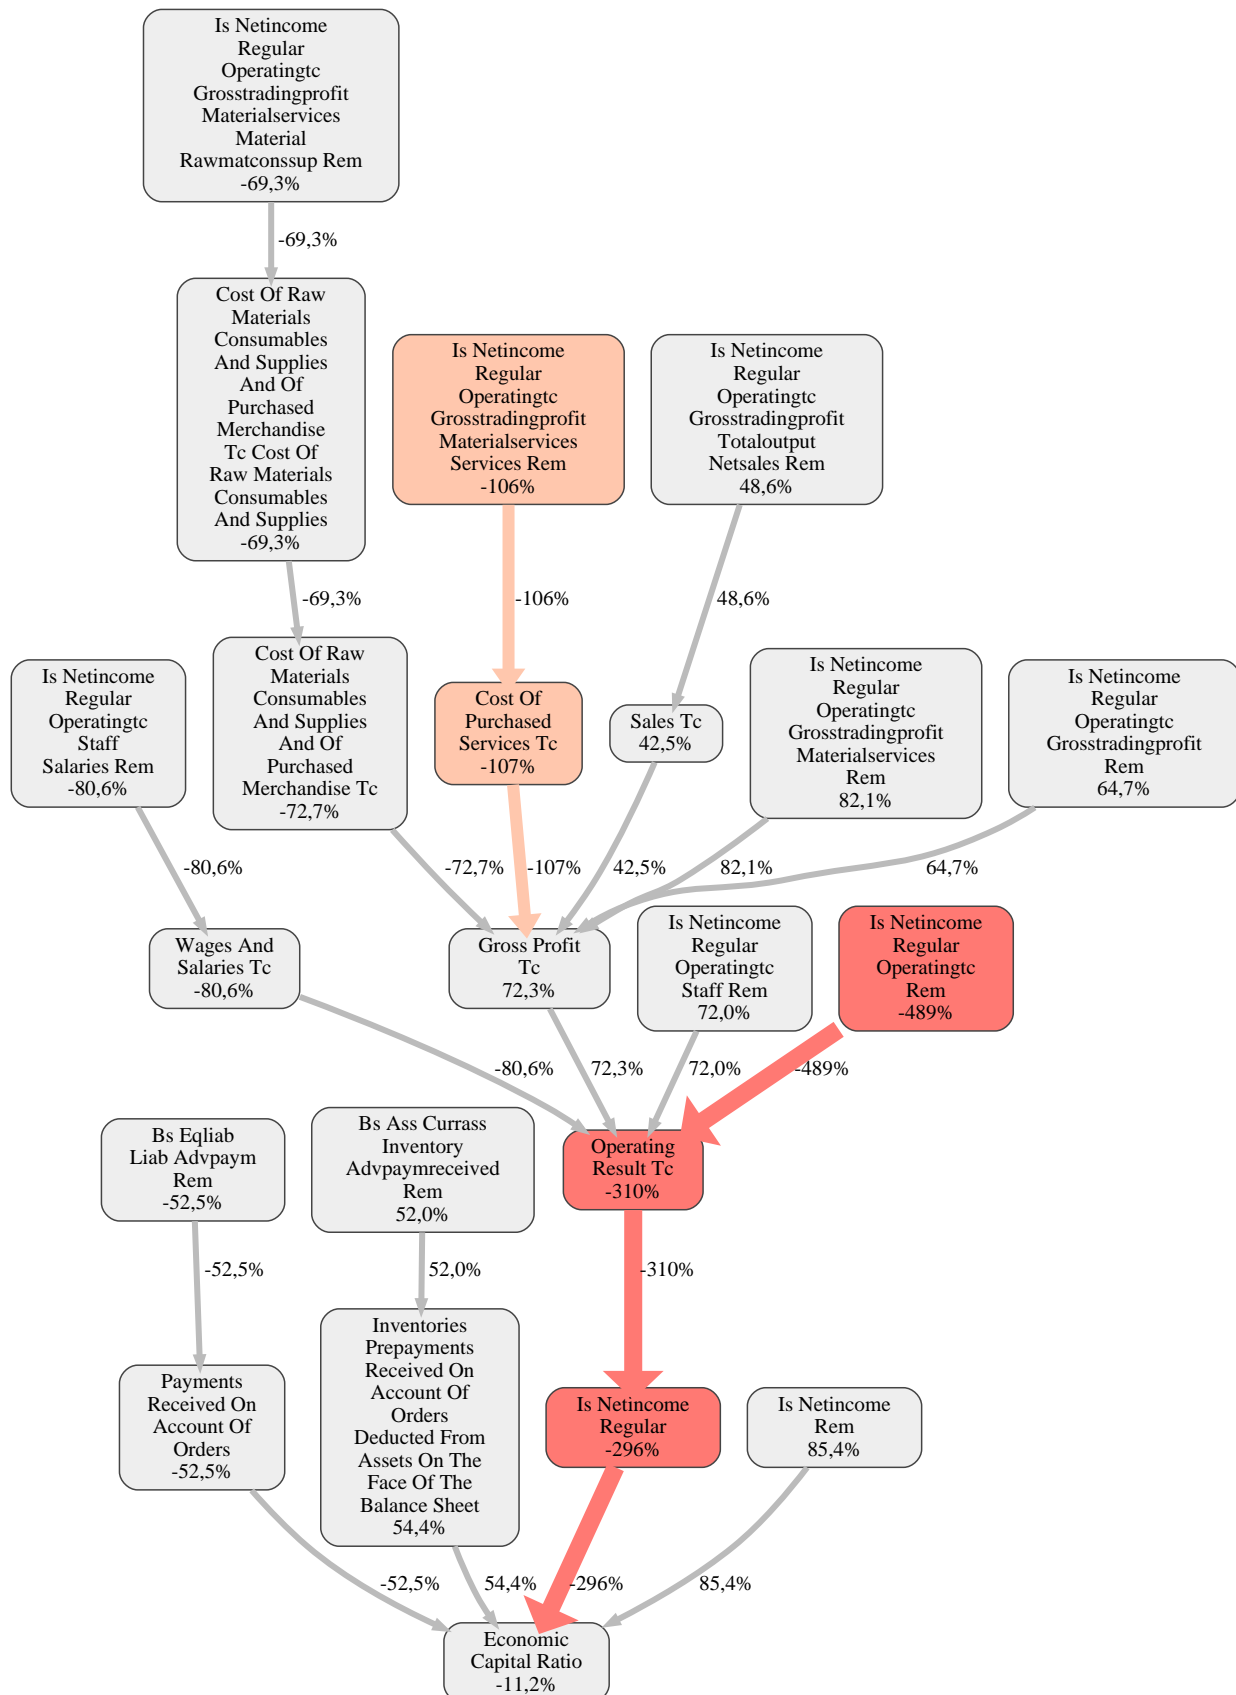 Is Netincome
Regular
Operatingtc
Grosstradingprofit
Materialservices
Material
Rawmatconssup Rem
-69,3%
-69,3%
Cost Of Raw
Materials
Consumables
And Supplies
And Of
Purchased
Merchandise
Tc Cost Of
Raw Materials
Consumables
And Supplies
-69,3%
Is Netincome
Regular
Operatingtc
Grosstradingprofit
Materialservices
Services Rem
-106%
Is Netincome
Regular
Operatingtc
Grosstradingprofit
Totaloutput
Netsales Rem
48,6%
-69,3%
-106%
48,6%
Is Netincome
Regular
Operatingtc
Staff
Salaries Rem
-80,6%
Cost Of Raw
Materials
Consumables
And Supplies
And Of
Purchased
Merchandise Tc
-72,7%
Cost Of
Purchased
Services Tc
-107%
Sales Tc
42,5%
Is Netincome
Regular
Operatingtc
Grosstradingprofit
Materialservices
Rem
82,1%
Is Netincome
Regular
Operatingtc
Grosstradingprofit
Rem
64,7%
-80,6%
-72,7%
-107%
42,5%
82,1%
64,7%
Wages And
Salaries Tc
-80,6%
Gross Profit
Tc
72,3%
Is Netincome
Regular
Operatingtc
Staff Rem
72,0%
Is Netincome
Regular
Operatingtc
Rem
-489%
-80,6%
72,3%
72,0%
-489%
Bs Eqliab
Liab Advpaym
Rem
-52,5%
Bs Ass Currass
Inventory
Advpaymreceived
Rem
52,0%
Operating
Result Tc
-310%
-52,5%
52,0%
-310%
Payments
Received On
Account Of
Orders
-52,5%
Inventories
Prepayments
Received On
Account Of
Orders
Deducted From
Assets On The
Face Of The
Balance Sheet
54,4%
Is Netincome
Regular
-296%
Is Netincome
Rem
85,4%
-52,5%
54,4%
-296%
85,4%
Economic
Capital Ratio
-11,2%